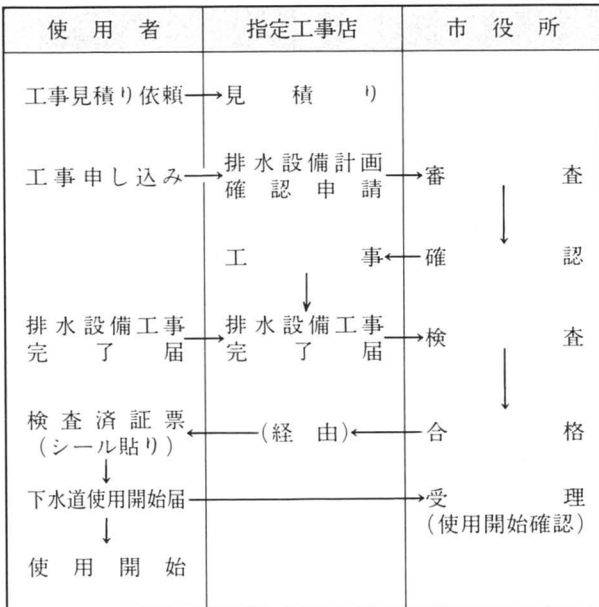 使用者 指定工事店 市役所
工事見積り依頼→見積り
工事申し込み→排水設備計画
確認申請→審査
工事←確認
排水設備工事
完了届→排水設備工事
完了届→検査
検査済証票
(シール貼り)←(経由)←合格
下水道使用開始届→受理
(使用開始確認)
使用開始